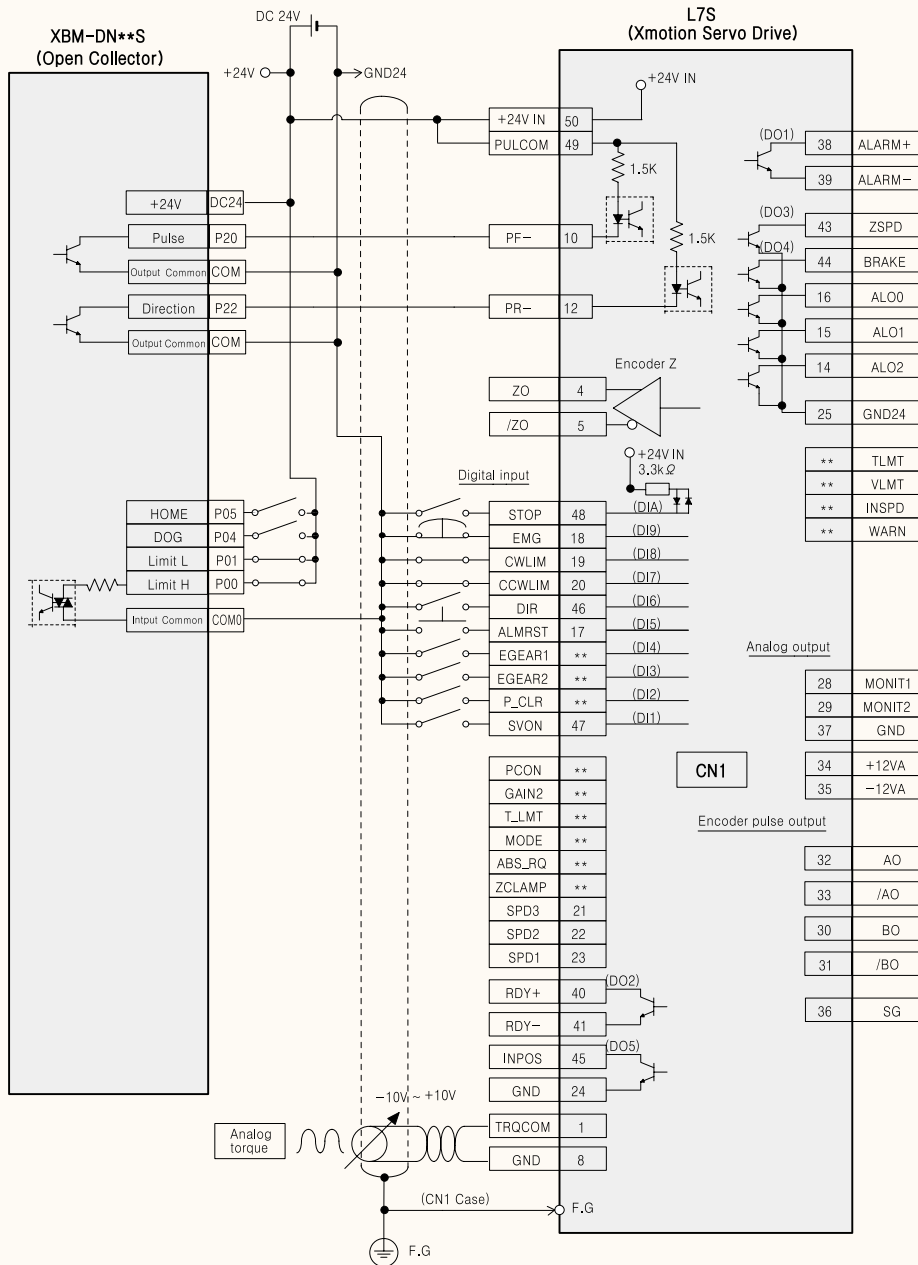 DC 24V
XBM-DN**S
(Open Collector)
L7S
(Xmotion Servo Drive)
+24V
GND24
+24V IN
+24V IN 50
PULCOM 49
1.5K
1.5K
(DO1)
38 ALARM+
39 ALARM-
+24V DC24
Pulse P20
Output Common COM
Direction P22
Output Common COM
PF- 10
PR- 12
(DO3)
43 ZSPD
(DO4)
44 BRAKE
16 ALO0
15 ALO1
14 ALO2
25 GND24
Encoder Z
ZO 4
/ZO 5
+24V IN
3.3kΩ
** TLMT
** VLMT
** INSPD
** WARN
Digital input
HOME P05
DOG P04
Limit L P01
Limit H P00
Intput Common COM0
STOP 48 (DIA)
EMG 18 (DI9)
CWLIM 19 (DI8)
CCWLIM 20 (DI7)
DIR 46 (DI6)
ALMRST 17 (DI5)
EGEAR1 ** (DI4)
EGEAR2 ** (DI3)
P_CLR ** (DI2)
SVON 47 (DI1)
Analog output
28 MONIT1
29 MONIT2
37 GND
34 +12VA
35 -12VA
CN1
PCON **
GAIN2 **
T_LMT **
MODE **
ABS_RQ **
ZCLAMP **
SPD3 21
SPD2 22
SPD1 23
Encoder pulse output
32 AO
33 /AO
30 BO
31 /BO
36 SG
RDY+ 40 (DO2)
RDY- 41
INPOS 45 (DO5)
GND 24
-10V ~ +10V
Analog
torque
TRQCOM 1
GND 8
(CN1 Case)
F.G
F.G